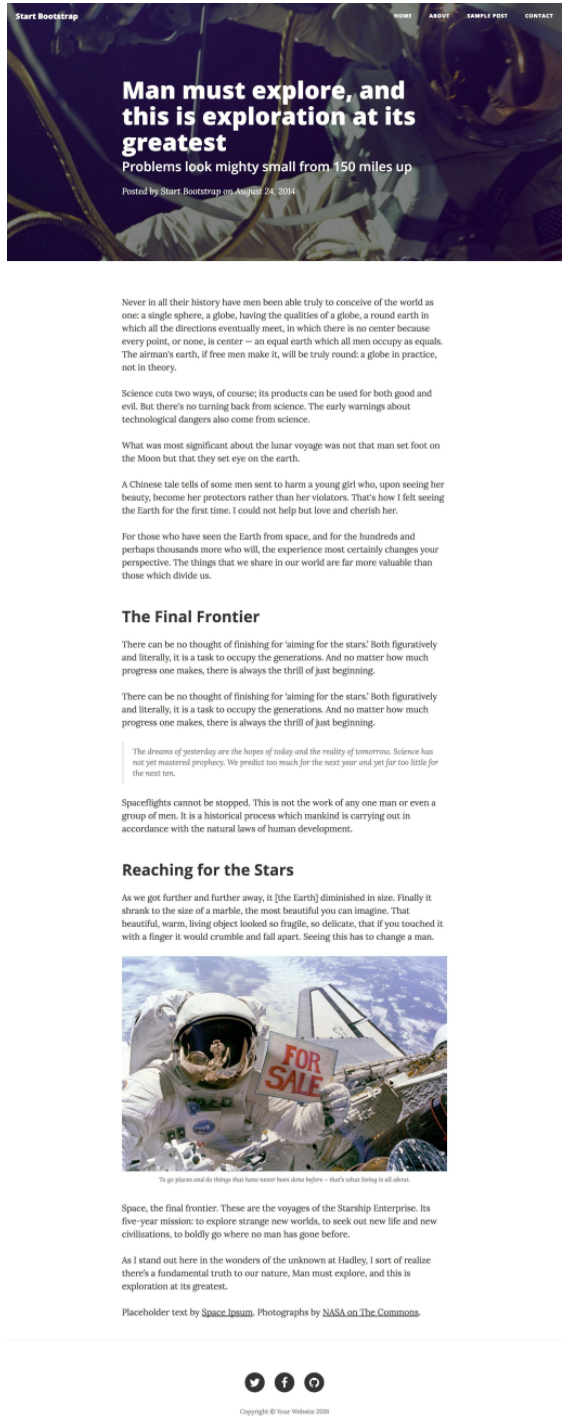 Start Bootstrap
HOME ABOUT SAMPLE POST CONTACT
Man must explore, and
this is exploration at its
greatest
Problems look mighty small from 150 miles up
Posted by Start Bootstrap on August 24, 2014
Never in all their history have men been able truly to conceive of the world as
one: a single sphere, a globe, having the qualities of a globe, a round earth in
which all the directions eventually meet, in which there is no center because
every point, or none, is center — an equal earth which all men occupy as equals.
The airman's earth, if free men make it, will be truly round: a globe in practice,
not in theory.
Science cuts two ways, of course; its products can be used for both good and
evil. But there's no turning back from science. The early warnings about
technological dangers also come from science.
What was most significant about the lunar voyage was not that man set foot on
the Moon but that they set eye on the earth.
A Chinese tale tells of some men sent to harm a young girl who, upon seeing her
beauty, become her protectors rather than her violators. That's how I felt seeing
the Earth for the first time. I could not help but love and cherish her.
For those who have seen the Earth from space, and for the hundreds and
perhaps thousands more who will, the experience most certainly changes your
perspective. The things that we share in our world are far more valuable than
those which divide us.
The Final Frontier
There can be no thought of finishing for 'aiming for the stars.' Both figuratively
and literally, it is a task to occupy the generations. And no matter how much
progress one makes, there is always the thrill of just beginning.
There can be no thought of finishing for 'aiming for the stars.' Both figuratively
and literally, it is a task to occupy the generations. And no matter how much
progress one makes, there is always the thrill of just beginning.
The dreams of yesterday are the hopes of today and the reality of tomorrow. Science has
not yet mastered prophecy. We predict too much for the next year and yet far too little for
the next ten.
Spaceflights cannot be stopped. This is not the work of any one man or even a
group of men. It is a historical process which mankind is carrying out in
accordance with the natural laws of human development.
Reaching for the Stars
As we got further and further away, it [the Earth] diminished in size. Finally it
shrank to the size of a marble, the most beautiful you can imagine. That
beautiful, warm, living object looked so fragile, so delicate, that if you touched it
with a finger it would crumble and fall apart. Seeing this has to change a man.
FOR
SALE
To go places and do things that have never been done before – that's what living is all about.
Space, the final frontier. These are the voyages of the Starship Enterprise. Its
five-year mission: to explore strange new worlds, to seek out new life and new
civilizations, to boldly go where no man has gone before.
As I stand out here in the wonders of the unknown at Hadley, I sort of realize
there's a fundamental truth to our nature, Man must explore, and this is
exploration at its greatest.
Placeholder text by Space Ipsum. Photographs by NASA on The Commons.
Copyright © Your Website 2016